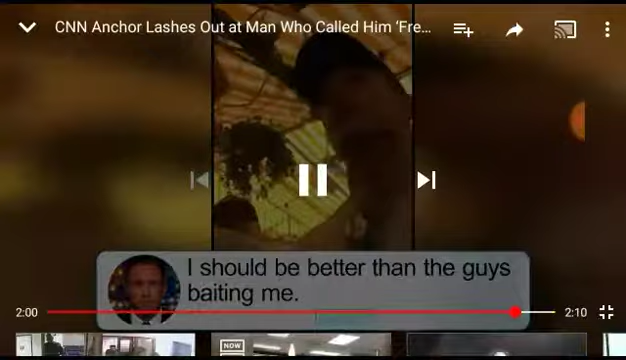 CNN Anchor Lashes Out at Man Who Called Him ‘Fre...
I should be better than the guys
baiting me.
2:00
2:10
NOW